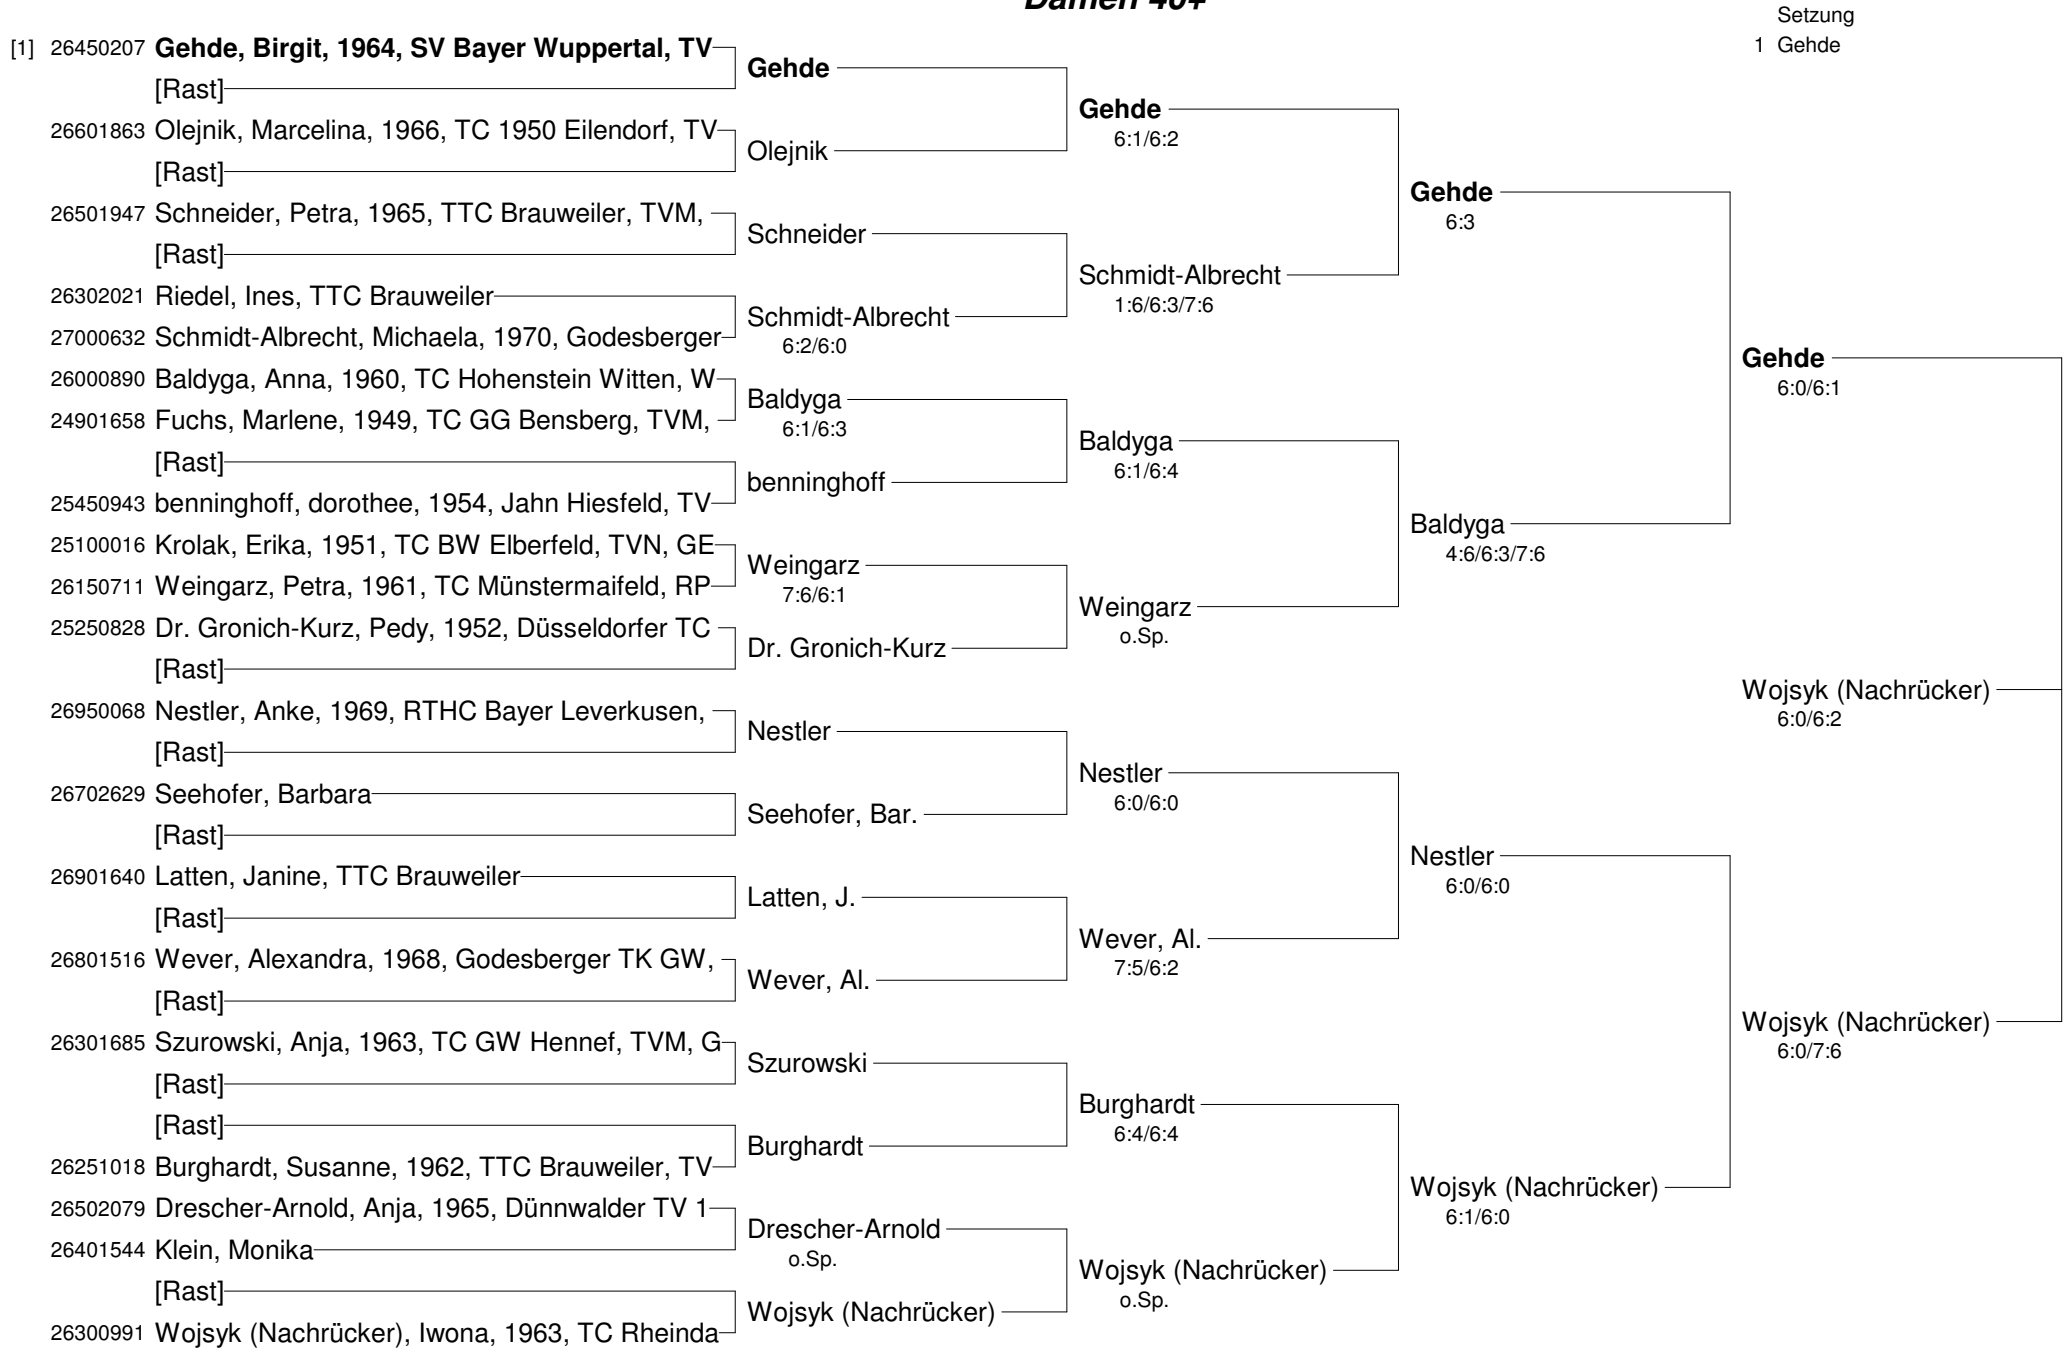 Damen 40+
Setzung
1 Gehde
[1] 26450207 Gehde, Birgit, 1964, SV Bayer Wuppertal, TV
[Rast]
26601863 Olejnik, Marcelina, 1966, TC 1950 Eilendorf, TV
[Rast]
26501947 Schneider, Petra, 1965, TTC Brauweiler, TVM,
[Rast]
26302021 Riedel, Ines, TTC Brauweiler
27000632 Schmidt-Albrecht, Michaela, 1970, Godesberger
26000890 Baldyga, Anna, 1960, TC Hohenstein Witten, W
24901658 Fuchs, Marlene, 1949, TC GG Bensberg, TVM,
[Rast]
25450943 benninghoff, dorothee, 1954, Jahn Hiesfeld, TV
25100016 Krolak, Erika, 1951, TC BW Elberfeld, TVN, GE
26150711 Weingarz, Petra, 1961, TC Münstermaifeld, RP
25250828 Dr. Gronich-Kurz, Pedy, 1952, Düsseldorfer TC
[Rast]
26950068 Nestler, Anke, 1969, RTHC Bayer Leverkusen,
[Rast]
26702629 Seehofer, Barbara
[Rast]
26901640 Latten, Janine, TTC Brauweiler
[Rast]
26801516 Wever, Alexandra, 1968, Godesberger TK GW,
[Rast]
26301685 Szurowski, Anja, 1963, TC GW Hennef, TVM, G
[Rast]
[Rast]
26251018 Burghardt, Susanne, 1962, TTC Brauweiler, TV
26502079 Drescher-Arnold, Anja, 1965, Dünnwalder TV 1
26401544 Klein, Monika
[Rast]
26300991 Wojsyk (Nachrücker), Iwona, 1963, TC Rheinda
Gehde
Olejnik
Schneider
Schmidt-Albrecht
6:2/6:0
Baldyga
6:1/6:3
benninghoff
Weingarz
7:6/6:1
Dr. Gronich-Kurz
Nestler
Seehofer, Bar.
Latten, J.
Wever, Al.
Szurowski
Burghardt
Drescher-Arnold
o.Sp.
Wojsyk (Nachrücker)
Gehde
6:1/6:2
Schmidt-Albrecht
1:6/6:3/7:6
Baldyga
6:1/6:4
Weingarz
o.Sp.
Nestler
6:0/6:0
Wever, Al.
7:5/6:2
Burghardt
6:4/6:4
Wojsyk (Nachrücker)
o.Sp.
Gehde
6:3
Baldyga
4:6/6:3/7:6
Nestler
6:0/6:0
Wojsyk (Nachrücker)
6:1/6:0
Gehde
6:0/6:1
Wojsyk (Nachrücker)
6:0/6:2
Wojsyk (Nachrücker)
6:0/7:6